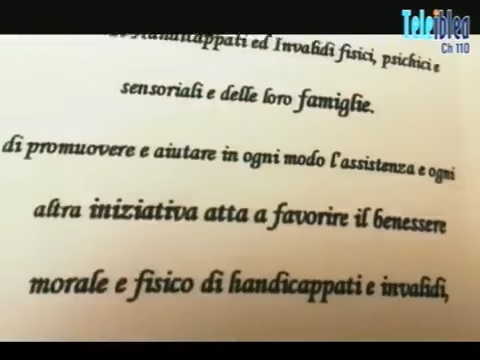 Teleiblea
Ch 110
Handicappati ed Invalidi fisici, psichici e
sensoriali e delle loro famiglie.
di promuovere e aiutare in ogni modo l'assistenza e ogni
altra iniziativa atta a favorire il benessere
morale e fisico di handicappati e invalidi,